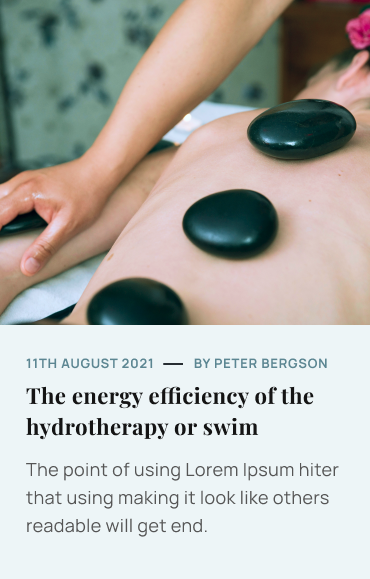 11TH AUGUST 2021 — BY PETER BERGSON
The energy efficiency of the
hydrotherapy or swim
The point of using Lorem Ipsum hiter
that using making it look like others
readable will get end.